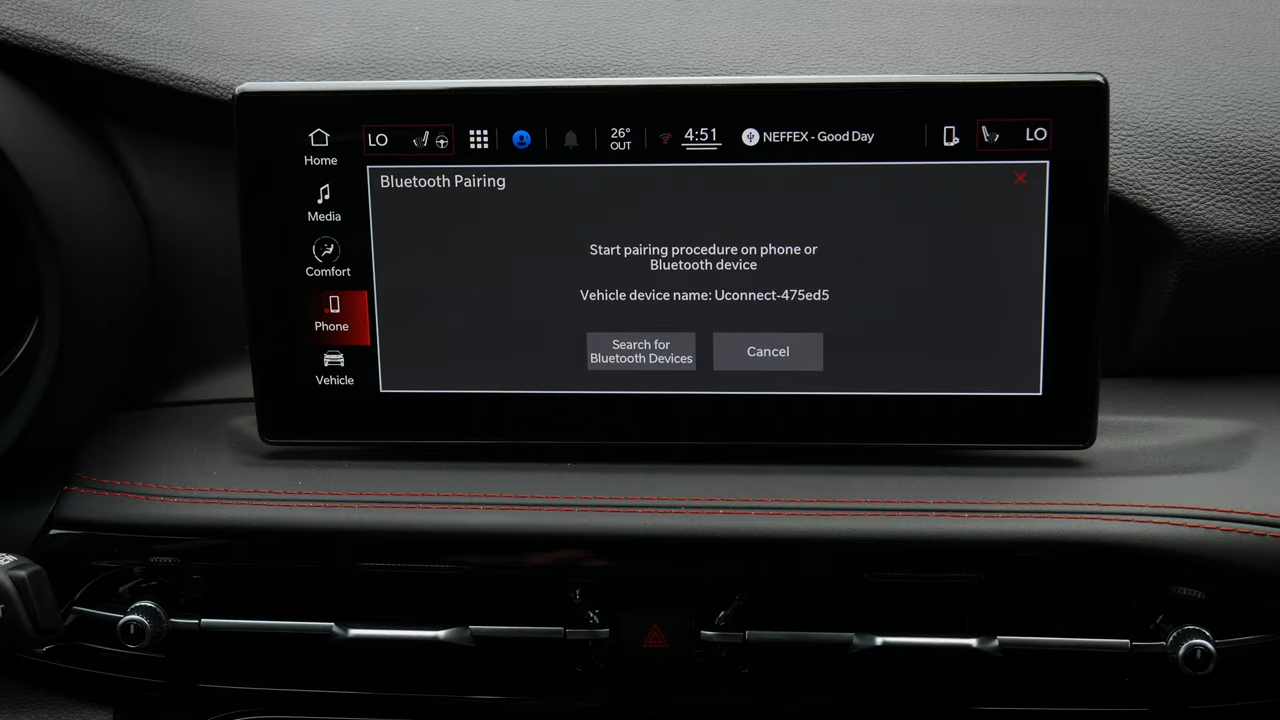 Home
LO
26°
OUT
4:51
NEFFEX - Good Day
LO
Media
Comfort
Phone
Vehicle
Bluetooth Pairing
Start pairing procedure on phone or
Bluetooth device
Vehicle device name: Uconnect-475ed5
Search for
Bluetooth Devices
Cancel